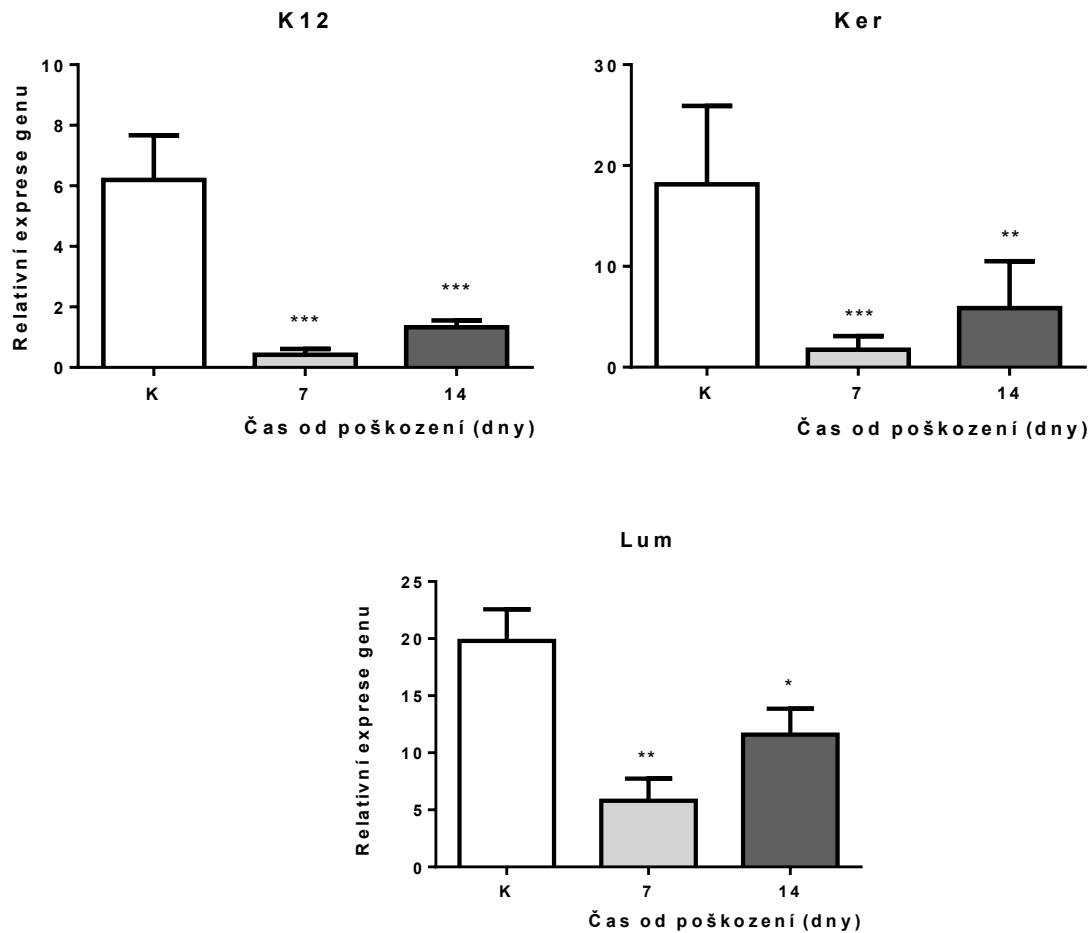 K12
Relativní exprese genu
10
8
6
4
2
0
***
***
K 7 14
Čas od poškození (dny)
Ker
30
20
10
0
***
**
K 7 14
Čas od poškození (dny)
Lum
Relativní exprese genu
25
20
15
10
5
0
**
*
K 7 14
Čas od poškození (dny)